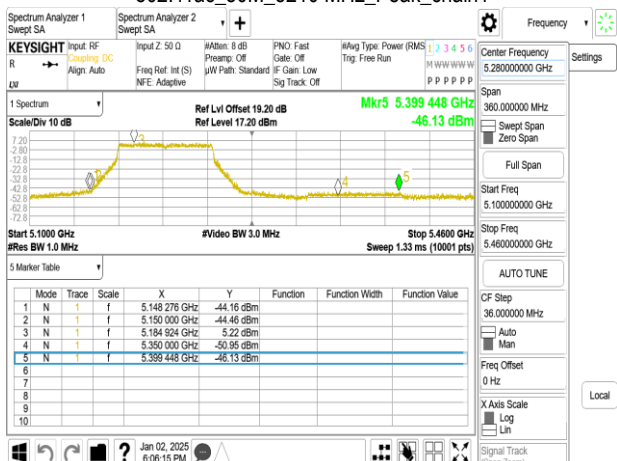 Spectrum Analyzer 1
Swept SA
Spectrum Analyzer 2
Swept SA
Frequency
KEYSIGHT
R
Input: RF
Coupling: DC
Align: Auto
Input Z: 50 Ω
Freq Ref: Int (S)
NFE: Adaptive
#Atten: 8 dB
Preamp: Off
µW Path: Standard
PNO: Fast
Gate: Off
IF Gain: Low
Sig Track: Off
#Avg Type: Power (RMS
Trig: Free Run
1 2 3 4 5 6
M WW WW W
P P P P P P
1 Spectrum
Scale/Div 10 dB
Ref Lvl Offset 19.20 dB
Ref Level 17.20 dBm
Mkr5 5.399 448 GHz
-46.13 dBm
7.20
-2.80
-12.8
-22.8
-32.8
-42.8
-52.8
-62.8
-72.8
3
4
5
Start 5.1000 GHz
#Res BW 1.0 MHz
#Video BW 3.0 MHz
Stop 5.4600 GHz
Sweep 1.33 ms (10001 pts)
5 Marker Table
Mode Trace Scale X Y Function Function Width Function Value
1 N 1 f 5.148 276 GHz -44.16 dBm
2 N 1 f 5.150 000 GHz -44.46 dBm
3 N 1 f 5.184 924 GHz 5.22 dBm
4 N 1 f 5.350 000 GHz -50.95 dBm
5 N 1 f 5.399 448 GHz -46.13 dBm
6
7
8
9
10
Jan 02, 2025
6:06:15 PM
Center Frequency
5.280000000 GHz
Settings
Span
360.000000 MHz
Swept Span
Zero Span
Full Span
Start Freq
5.100000000 GHz
Stop Freq
5.460000000 GHz
AUTO TUNE
CF Step
36.000000 MHz
Auto
Man
Freq Offset
0 Hz
X Axis Scale
Log
Lin
Local
Signal Track